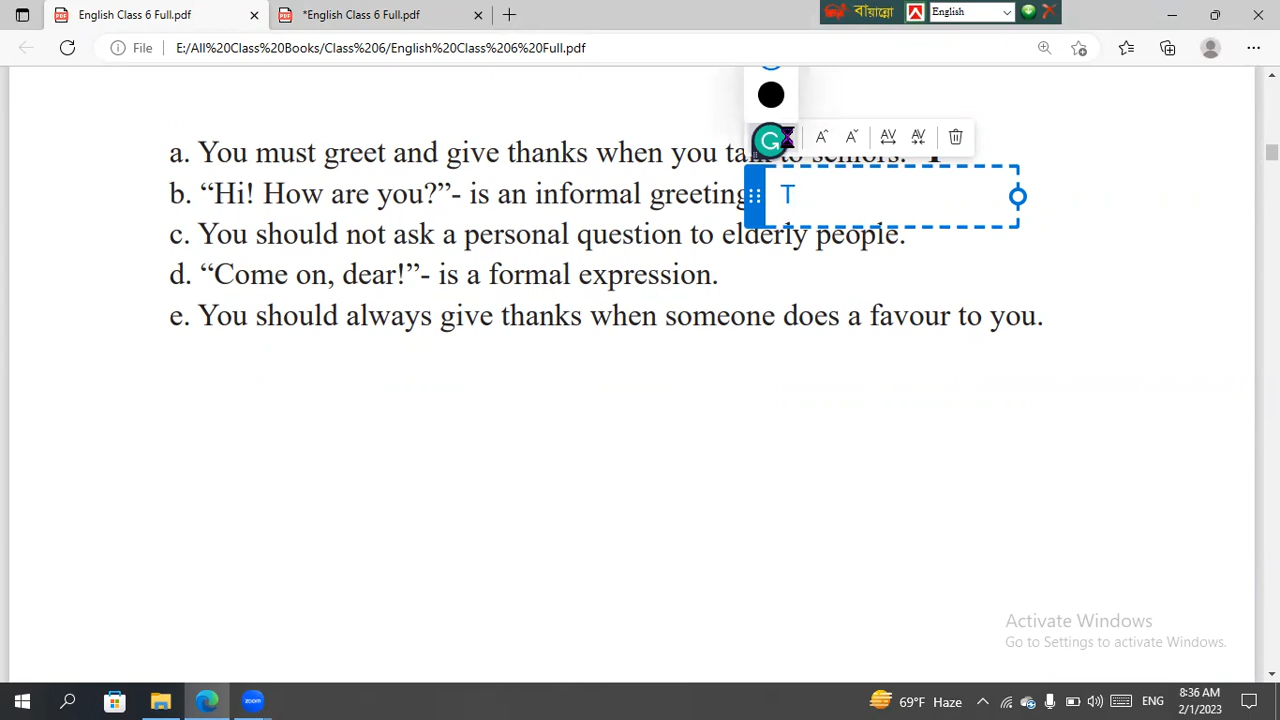 English Class 6 Full.pdf
*English Class 6 Full.pdf
বায়ান্নো
English
File
E:/All%20Class%20Books/Class%206/English%20Class%206%20Full.pdf
a. You must greet and give thanks when you talk to seniors. T
b. “Hi! How are you?”- is an informal greeting T
c. You should not ask a personal question to elderly people.
d. “Come on, dear!”- is a formal expression.
e. You should always give thanks when someone does a favour to you.
Activate Windows
Go to Settings to activate Windows.
zoom
69°F Haze
ENG
8:36 AM
2/1/2023